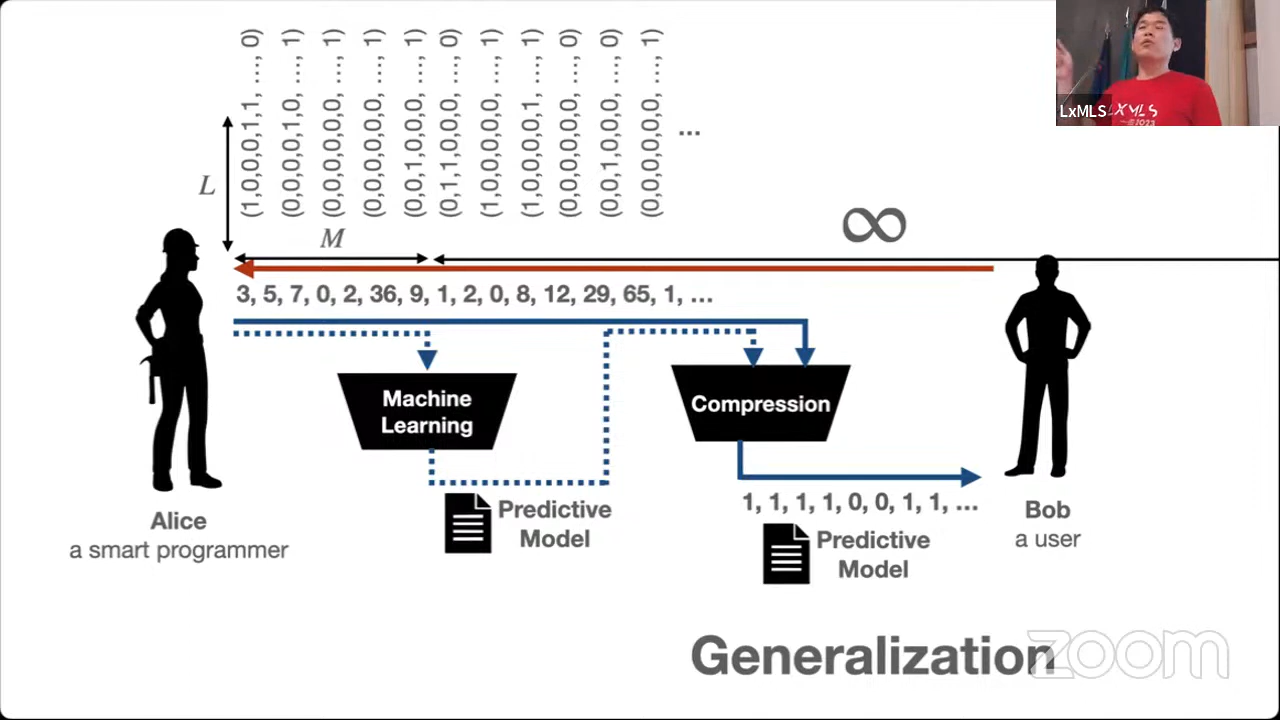 (1,0,0,0,1,1, …, 0)
(0,0,0,0,1,0, …, 1)
(0,0,0,0,0,0, …, 1)
(0,0,0,0,0,0, …, 1)
(0,0,1,0,0,0, …, 1)
(0,1,1,0,0,0, …, 0)
(1,0,0,0,0,0, …, 1)
(1,0,0,0,0,1, …, 1)
(0,0,0,0,0,0, …, 0)
(0,0,1,0,0,0, …, 0)
(0,0,0,0,0,0, …, 1)
...
LxMLS
LXMLS
2023
L
M
∞
3, 5, 7, 0, 2, 36, 9, 1, 2, 0, 8, 12, 29, 65, 1, …
Machine
Learning
Compression
Predictive
Model
1, 1, 1, 1, 0, 0, 1, 1, …
Predictive
Model
Alice
a smart programmer
Bob
a user
Generalization
zoom